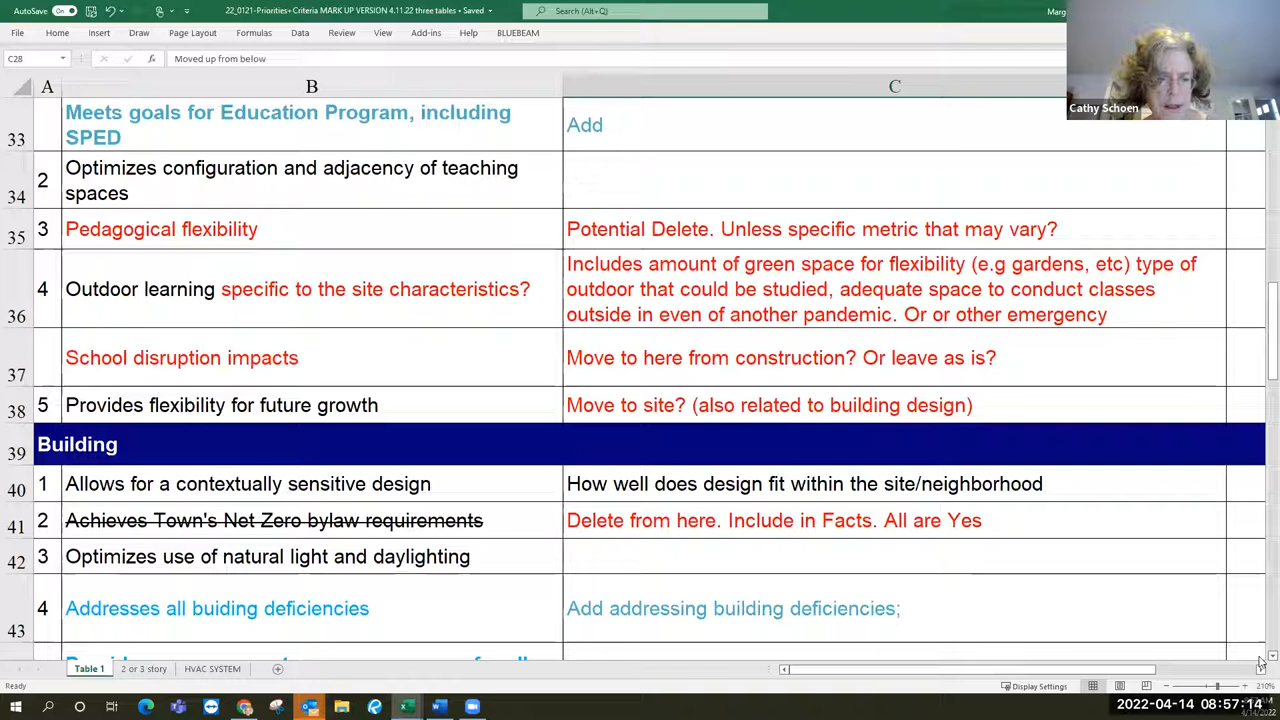 AutoSave On 22_0121-Priorities+Criteria MARK UP VERSION 4.11.22 three tables • Saved Search (Alt+Q)
File Home Insert Draw Page Layout Formulas Data Review View Add-ins Help BLUEBEAM
Cathy Schoen
C28 fx Moved up from below
A B C
33 Meets goals for Education Program, including SPED Add
34 2 Optimizes configuration and adjacency of teaching spaces
35 3 Pedagogical flexibility Potential Delete. Unless specific metric that may vary?
36 4 Outdoor learning specific to the site characteristics? Includes amount of green space for flexibility (e.g gardens, etc) type of
outdoor that could be studied, adequate space to conduct classes
outside in even of another pandemic. Or or other emergency
37 School disruption impacts Move to here from construction? Or leave as is?
38 5 Provides flexibility for future growth Move to site? (also related to building design)
39 Building
40 1 Allows for a contextually sensitive design How well does design fit within the site/neighborhood
41 2 Achieves Town's Net Zero bylaw requirements Delete from here. Include in Facts. All are Yes
42 3 Optimizes use of natural light and daylighting
43 4 Addresses all buiding deficiencies Add addressing building deficiencies;
Table 1 2 or 3 story HVAC SYSTEM
Ready Display Settings 210%
2022-04-14 08:57:14
4/14/2022